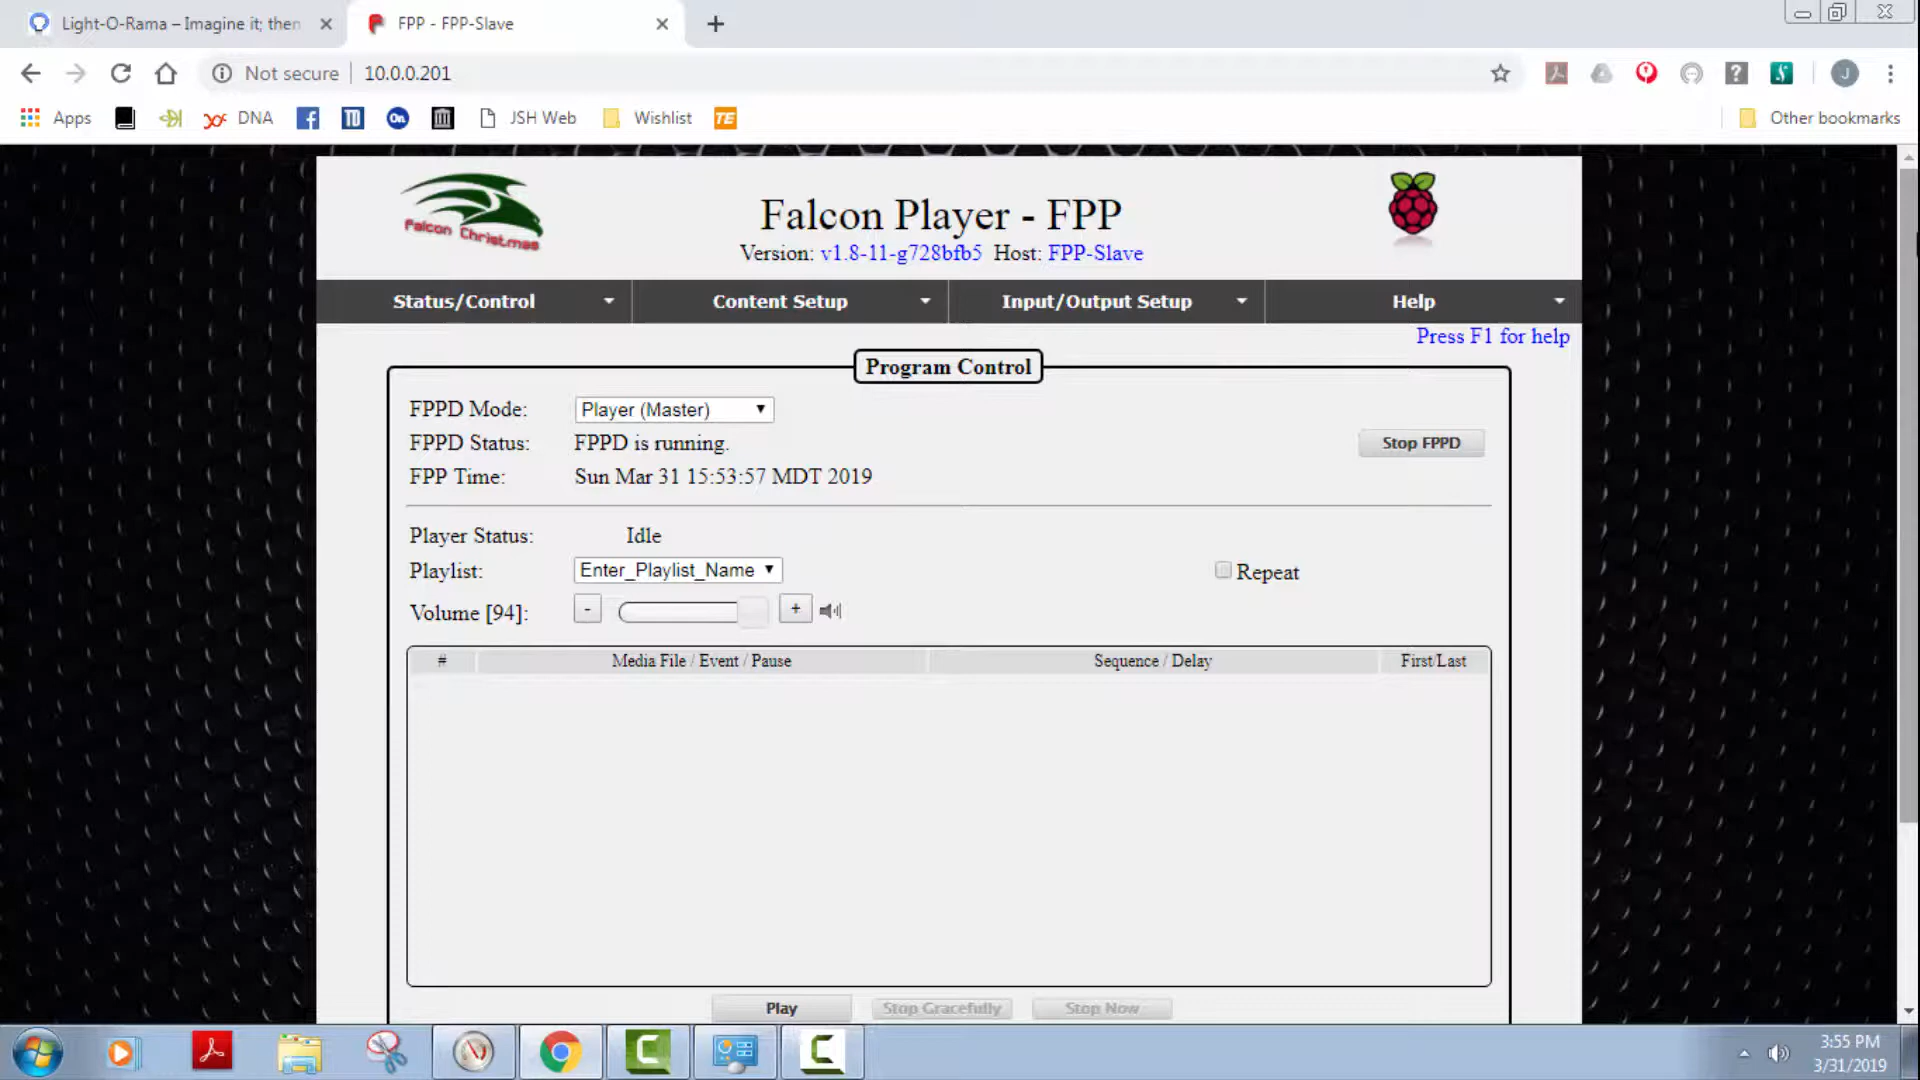 Light-O-Rama – Imagine it; then
FPP - FPP-Slave
Not secure
10.0.0.201
J
Apps
DNA
On
JSH Web
Wishlist
TE
Other bookmarks
Falcon Christmas
Falcon Player - FPP
Version: v1.8-11-g728bfb5 Host: FPP-Slave
Status/Control
Content Setup
Input/Output Setup
Help
Press F1 for help
Program Control
FPPD Mode: Player (Master)
FPPD Status: FPPD is running.
Stop FPPD
FPP Time: Sun Mar 31 15:53:57 MDT 2019
Player Status: Idle
Playlist: Enter_Playlist_Name
Repeat
Volume [94]: - +
# Media File / Event / Pause Sequence / Delay First/Last
Play Stop Gracefully Stop Now
3:55 PM
3/31/2019